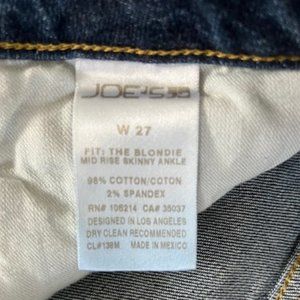 JOE'S
W 27
FIT: THE BLONDIE
MID RISE SKINNY ANKLE
98% COTTON/COTON
2% SPANDEX
RN# 106214 CA# 35037
DESIGNED IN LOS ANGELES
DRY CLEAN RECOMMENDED
CL#138M MADE IN MEXICO